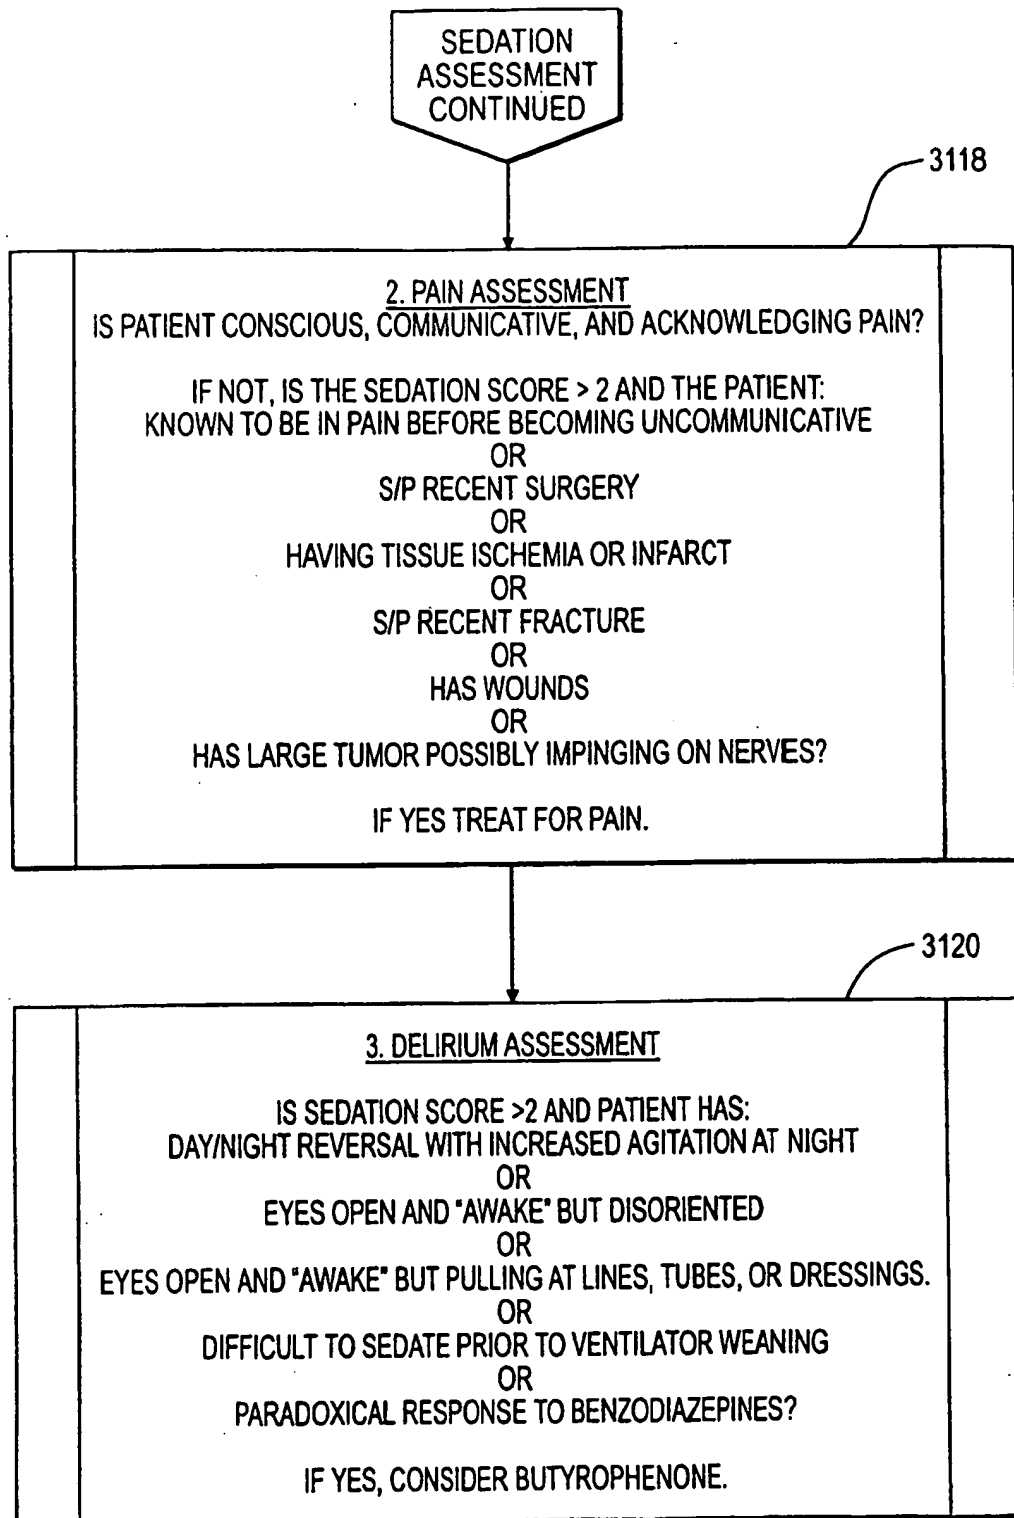 SEDATION
ASSESSMENT
CONTINUED
3118
2. PAIN ASSESSMENT
IS PATIENT CONSCIOUS, COMMUNICATIVE, AND ACKNOWLEDGING PAIN?
IF NOT, IS THE SEDATION SCORE > 2 AND THE PATIENT:
KNOWN TO BE IN PAIN BEFORE BECOMING UNCOMMUNICATIVE
OR
S/P RECENT SURGERY
OR
HAVING TISSUE ISCHEMIA OR INFARCT
OR
S/P RECENT FRACTURE
OR
HAS WOUNDS
OR
HAS LARGE TUMOR POSSIBLY IMPINGING ON NERVES?
IF YES TREAT FOR PAIN.
3120
3. DELIRIUM ASSESSMENT
IS SEDATION SCORE >2 AND PATIENT HAS:
DAY/NIGHT REVERSAL WITH INCREASED AGITATION AT NIGHT
OR
EYES OPEN AND "AWAKE" BUT DISORIENTED
OR
EYES OPEN AND "AWAKE" BUT PULLING AT LINES, TUBES, OR DRESSINGS.
OR
DIFFICULT TO SEDATE PRIOR TO VENTILATOR WEANING
OR
PARADOXICAL RESPONSE TO BENZODIAZEPINES?
IF YES, CONSIDER BUTYROPHENONE.